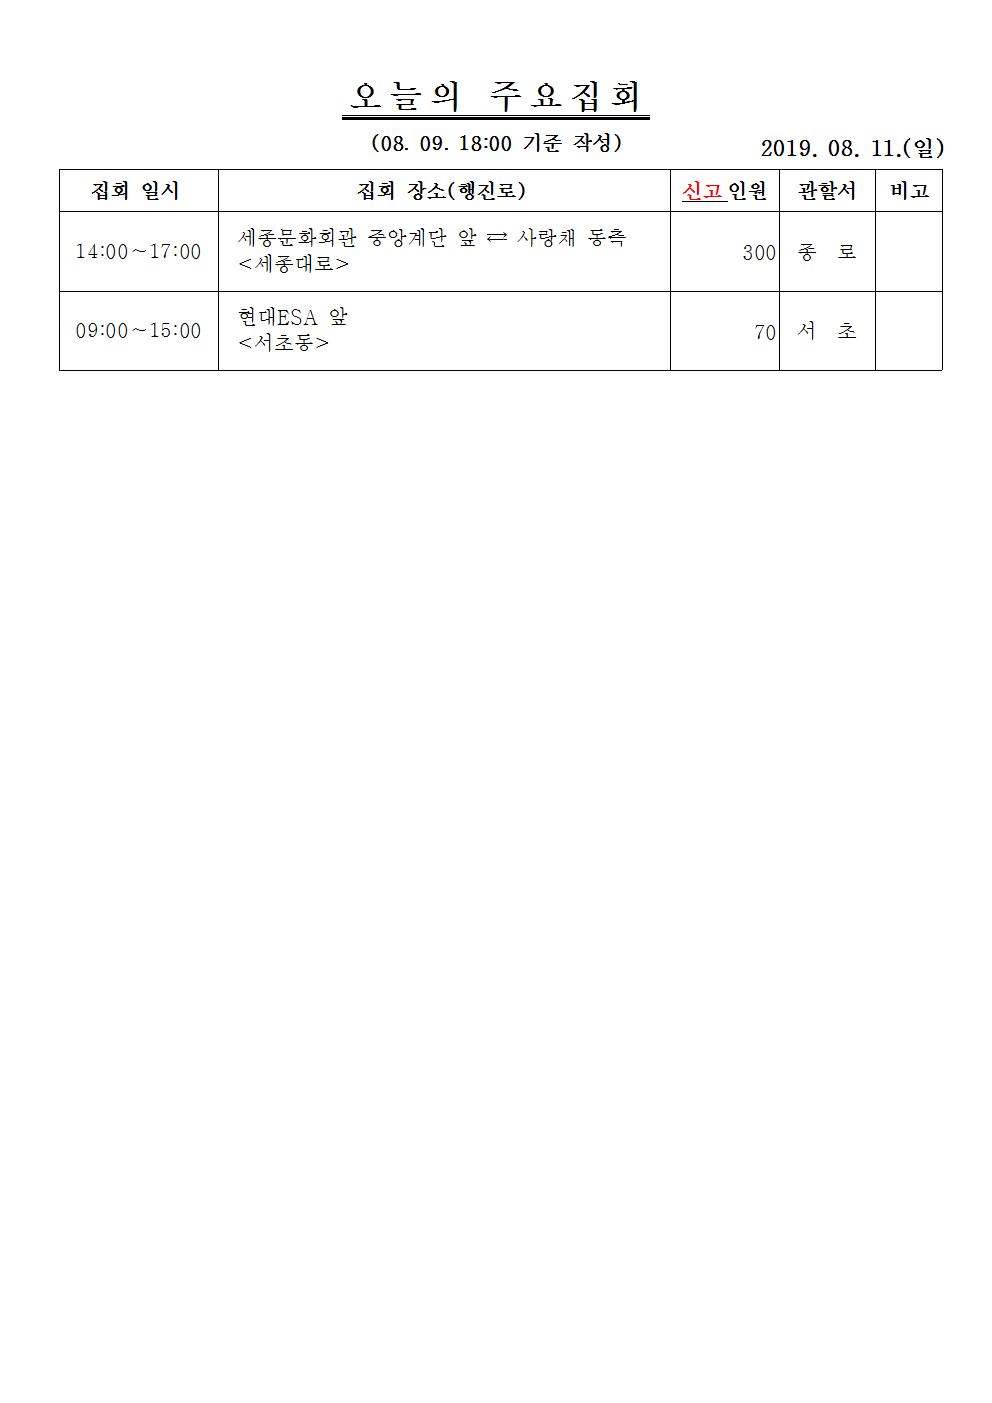 오늘의 주요집회
(08. 09. 18:00 기준 작성)
2019. 08. 11.(일)
집회 일시 집회 장소(행진로) 신고인원 관할서 비고
14:00~17:00 세종문화회관 중앙계단 앞 ⇄ 사랑채 동측 300 종 로
<세종대로>
09:00~15:00 현대ESA 앞 70 서 초
<서초동>